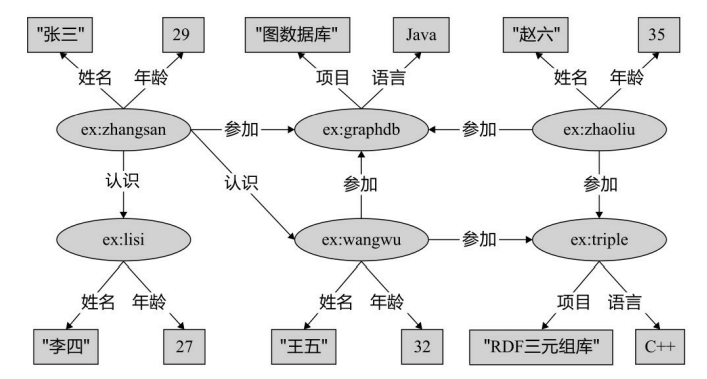 "张三" 29 "图数据库" Java "赵六" 35
姓名 年龄 项目 语言 姓名 年龄
ex:zhangsan 参加 ex:graphdb 参加 ex:zhaoliu
认识 认识 参加 参加
ex:lisi ex:wangwu 参加 ex:triple
姓名 年龄 姓名 年龄 项目 语言
"李四" 27 "王五" 32 "RDF三元组库" C++